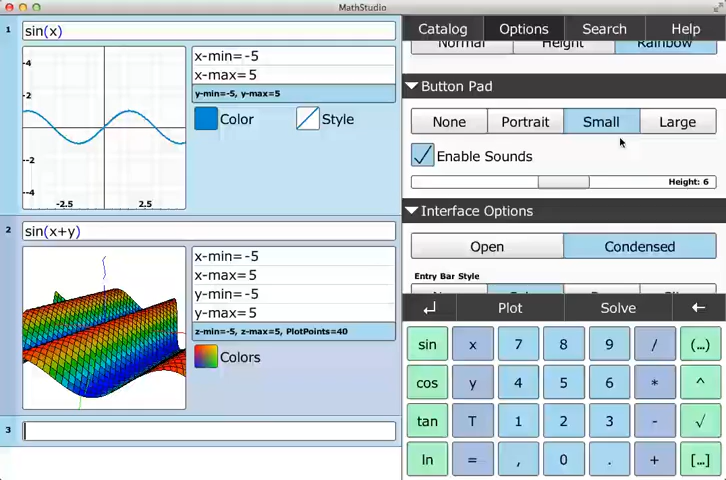 MathStudio
Catalog Options Search Help
1 sin(x)
x-min= -5
x-max= 5
y-min=-5, y-max=5
Color Style
-4
-2
-2
-4
-2.5 2.5
2 sin(x+y)
x-min= -5
x-max= 5
y-min= -5
y-max= 5
z-min=-5, z-max=5, PlotPoints=40
Colors
3
Normal Height Rainbow
Button Pad
None Portrait Small Large
Enable Sounds
Height: 6
Interface Options
Open Condensed
Entry Bar Style
Plot Solve
sin x 7 8 9 / (...)
cos y 4 5 6 * ^
tan T 1 2 3 - √
ln = , 0 . + [...]